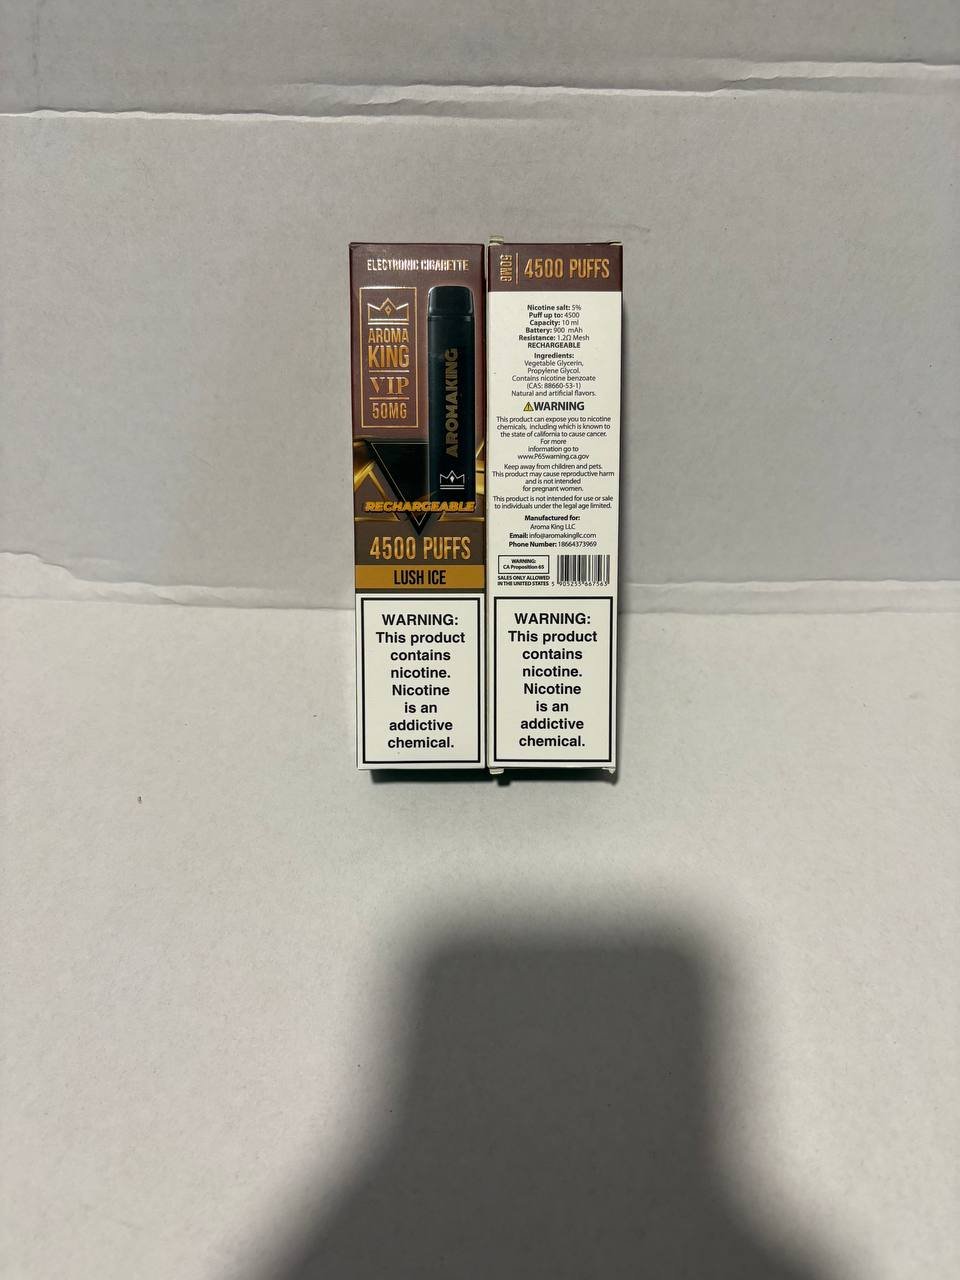 ELECTRONIC CIGARETTE
AROMA
KING
VIP
50MG
AROMAKING
RECHARGEABLE
4500 PUFFS
LUSH ICE
WARNING:
This product
contains
nicotine.
Nicotine
is an
addictive
chemical.
50MG
4500 PUFFS
Nicotine salt: 5%
Puff up to: 4500
Capacity: 10 ml
Battery: 900 mAh
Resistance: 1.2Ω Mesh
RECHARGEABLE
Ingredients:
Vegetable Glycerin,
Propylene Glycol.
Contains nicotine benzoate
(CAS: 88660-53-1)
Natural and artificial flavors.
⚠WARNING
This product can expose you to nicotine
chemicals, including which is known to
the state of california to cause cancer.
For more
information go to
www.P65warning.ca.gov
Keep away from children and pets.
This product may cause reproductive harm
and is not intended
for pregnant women.
This product is not intended for use or sale
to individuals under the legal age limited.
Manufactured for:
Aroma King LLC
Email: info@aromakingllc.com
Phone Number: 18664373969
WARNING:
CA Proposition 65
SALES ONLY ALLOWED
IN THE UNITED STATES
5 905255 667563
WARNING:
This product
contains
nicotine.
Nicotine
is an
addictive
chemical.